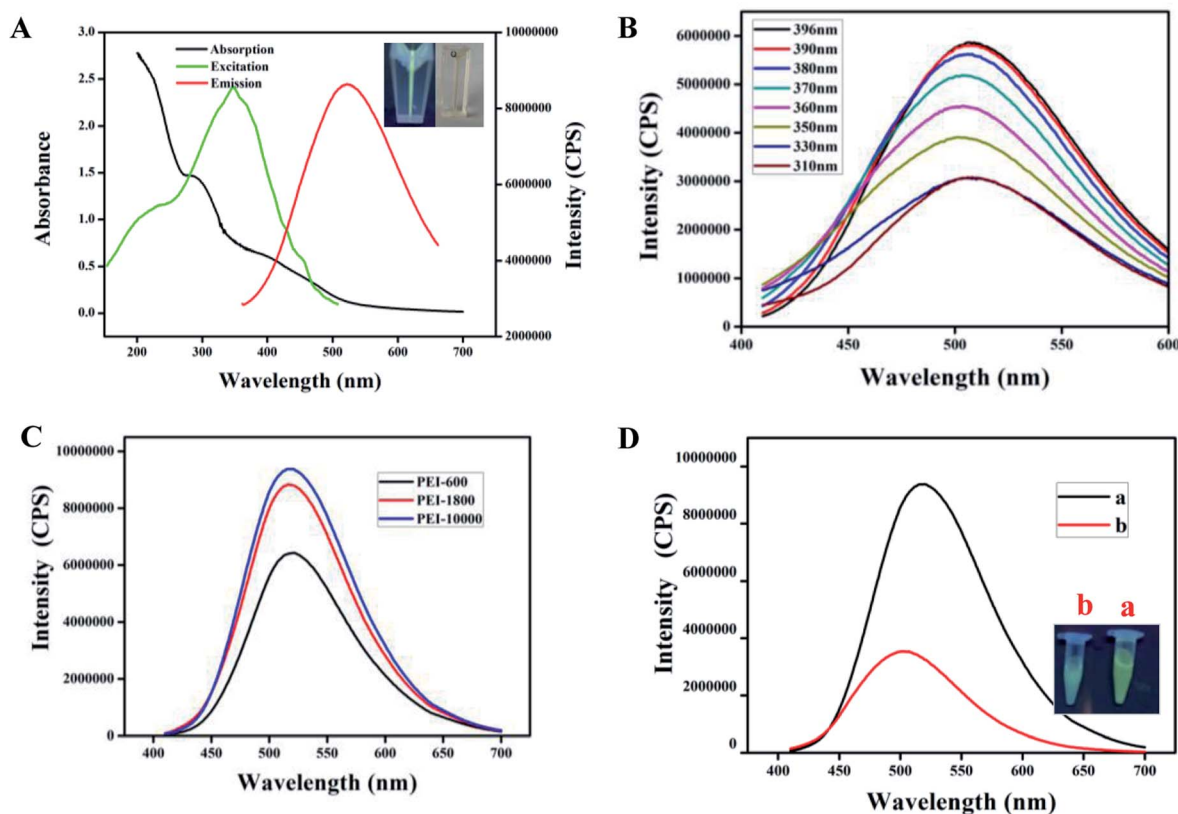 A
3.0
2.5
2.0
1.5
1.0
0.5
0.0
Absorbance
Absorption
Excitation
Emission
10000000
8000000
6000000
4000000
2000000
Intensity (CPS)
200 300 400 500 600 700
Wavelength (nm)
B
6000000
5000000
4000000
3000000
2000000
1000000
0
Intensity (CPS)
396nm
390nm
380nm
370nm
360nm
350nm
330nm
310nm
400 450 500 550 600
Wavelength (nm)
C
10000000
8000000
6000000
4000000
2000000
0
Intensity (CPS)
PEI-600
PEI-1800
PEI-10000
400 450 500 550 600 650 700
Wavelength (nm)
D
10000000
8000000
6000000
4000000
2000000
0
Intensity (CPS)
a
b
b a
400 450 500 550 600 650 700
Wavelength (nm)